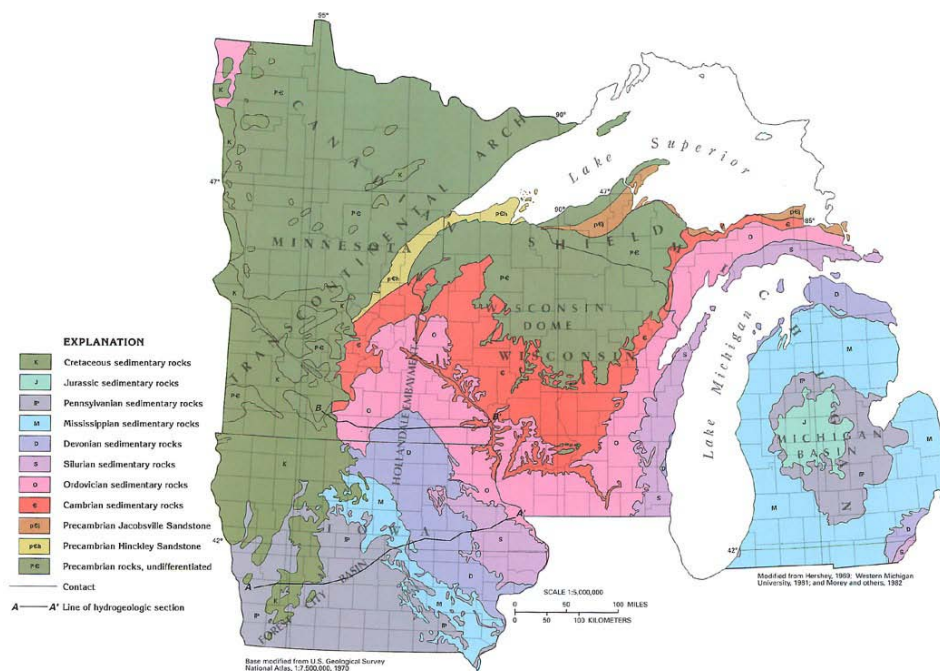 95°
90°
47°
Lake Superior
CANADIAN
SHIELD
TRANSCONTINENTAL ARCH
MINNESOTA
47°
90°
85°
WISCONSIN
DOME
WISCONSIN
HOLLANDALE EMBAYMENT
Lake Michigan
MICHIGAN
MICHIGAN
BASIN
IOWA
FOREST CITY BASIN
42°
42°
B
B'
A
A'
EXPLANATION
K Cretaceous sedimentary rocks
J Jurassic sedimentary rocks
ℙ Pennsylvanian sedimentary rocks
M Mississippian sedimentary rocks
D Devonian sedimentary rocks
S Silurian sedimentary rocks
O Ordovician sedimentary rocks
Є Cambrian sedimentary rocks
pЄj Precambrian Jacobsville Sandstone
pЄh Precambrian Hinckley Sandstone
PЄ Precambrian rocks, undifferentiated
Contact
A A' Line of hydrogeologic section
SCALE 1:5,000,000
0 50 100 MILES
0 50 100 KILOMETERS
Base modified from U.S. Geological Survey
National Atlas, 1:7,500,000, 1970
Modified from Hershey, 1969; Western Michigan
University, 1981; and Morey and others, 1982